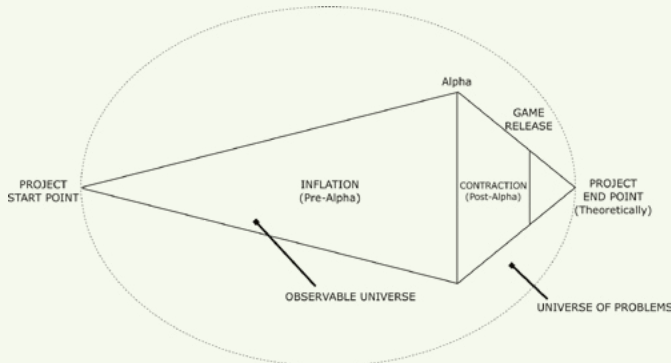 Alpha
GAME
RELEASE
PROJECT
START POINT
INFLATION
(Pre-Alpha)
CONTRACTION
(Post-Alpha)
PROJECT
END POINT
(Theoretically)
OBSERVABLE UNIVERSE
UNIVERSE OF PROBLEMS